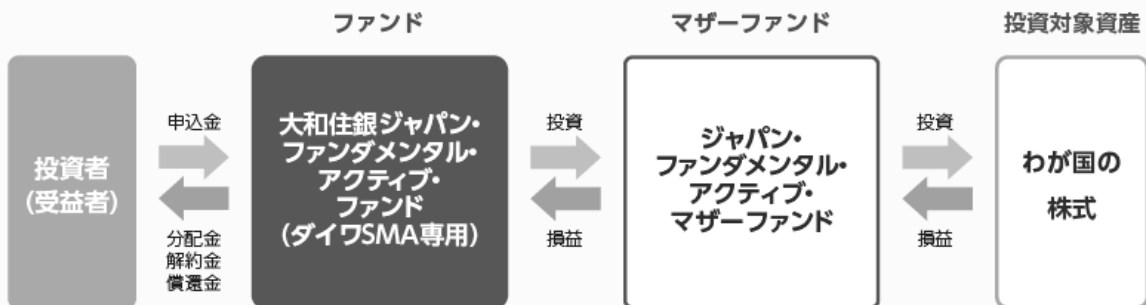 ファンド
マザーファンド
投資対象資産
投資者
(受益者)
申込金
分配金
解約金
償還金
大和住銀ジャパン・
ファンダメンタル・
アクティブ・
ファンド
(ダイワSMA専用)
投資
損益
ジャパン・
ファンダメンタル・
アクティブ・
マザーファンド
投資
損益
わが国の
株式